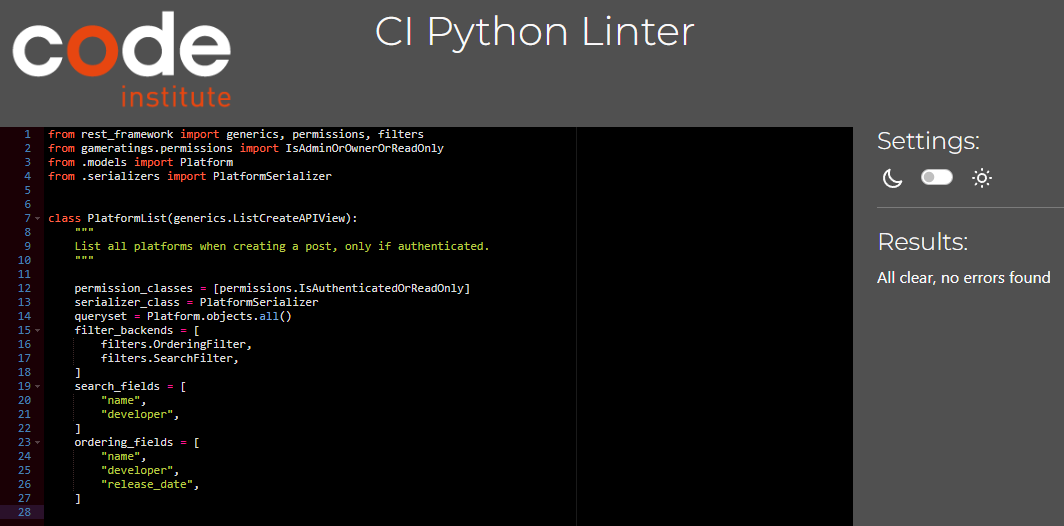 code
institute
CI Python Linter
1 from rest_framework import generics, permissions, filters
2 from gameratings.permissions import IsAdminOrOwnerOrReadOnly
3 from .models import Platform
4 from .serializers import PlatformSerializer
5
6
7 class PlatformList(generics.ListCreateAPIView):
8     """
9     List all platforms when creating a post, only if authenticated.
10     """
11
12     permission_classes = [permissions.IsAuthenticatedOrReadOnly]
13     serializer_class = PlatformSerializer
14     queryset = Platform.objects.all()
15     filter_backends = [
16         filters.OrderingFilter,
17         filters.SearchFilter,
18     ]
19     search_fields = [
20         "name",
21         "developer",
22     ]
23     ordering_fields = [
24         "name",
25         "developer",
26         "release_date",
27     ]
28
Settings:
Results:
All clear, no errors found